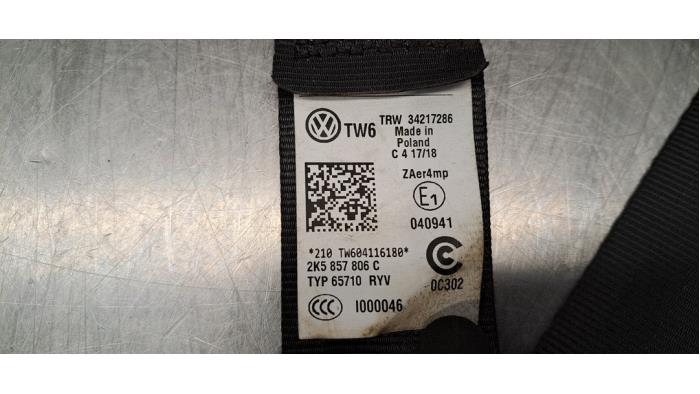 TW6
TRW 34217286
Made in
Poland
C 4 17/18
ZAer4mp
E1
040941
*210 TW604116180*
2K5 857 806 C
TYP 65710 RYV
0C302
CCC I000046